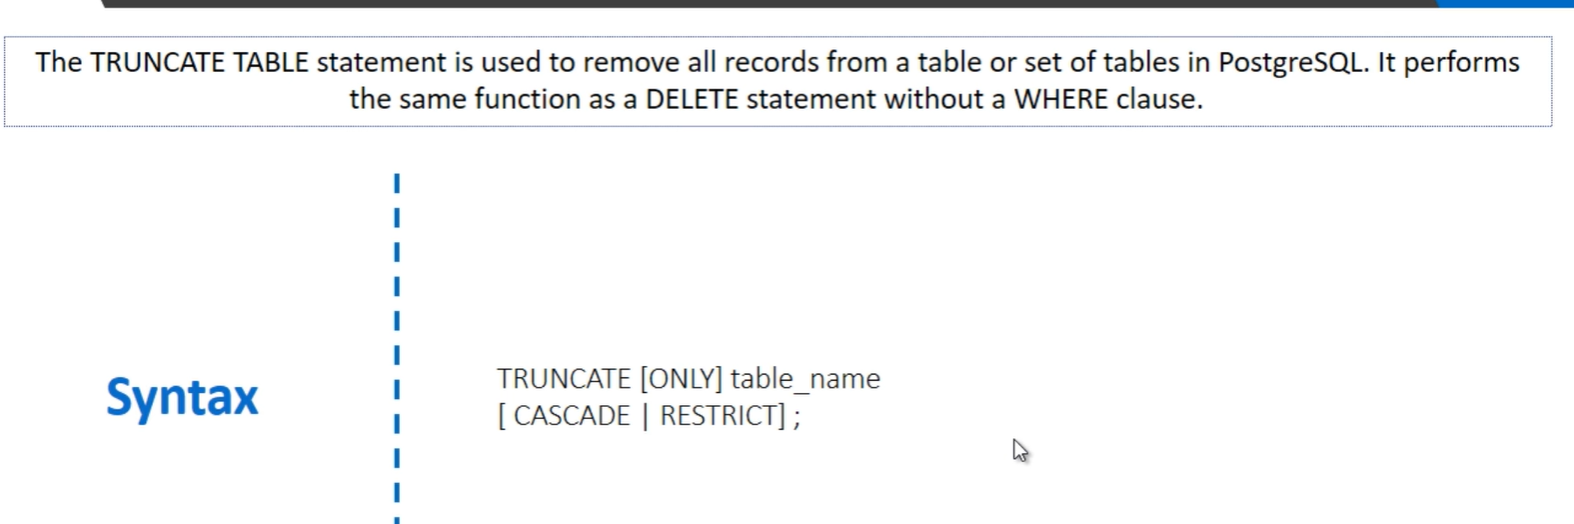 The TRUNCATE TABLE statement is used to remove all records from a table or set of tables in PostgreSQL. It performs
the same function as a DELETE statement without a WHERE clause.
Syntax
TRUNCATE [ONLY] table_name
[ CASCADE | RESTRICT] ;